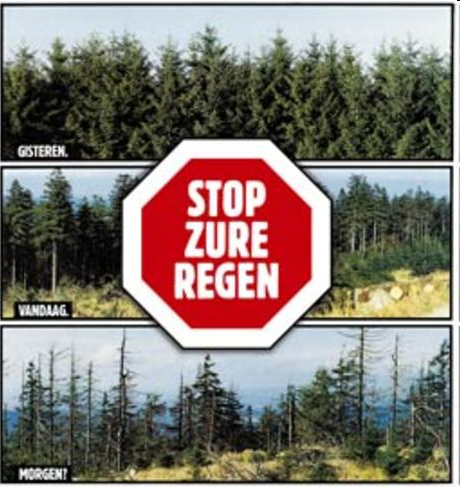 GISTEREN.
STOP
ZURE
REGEN
VANDAAG.
MORGEN?